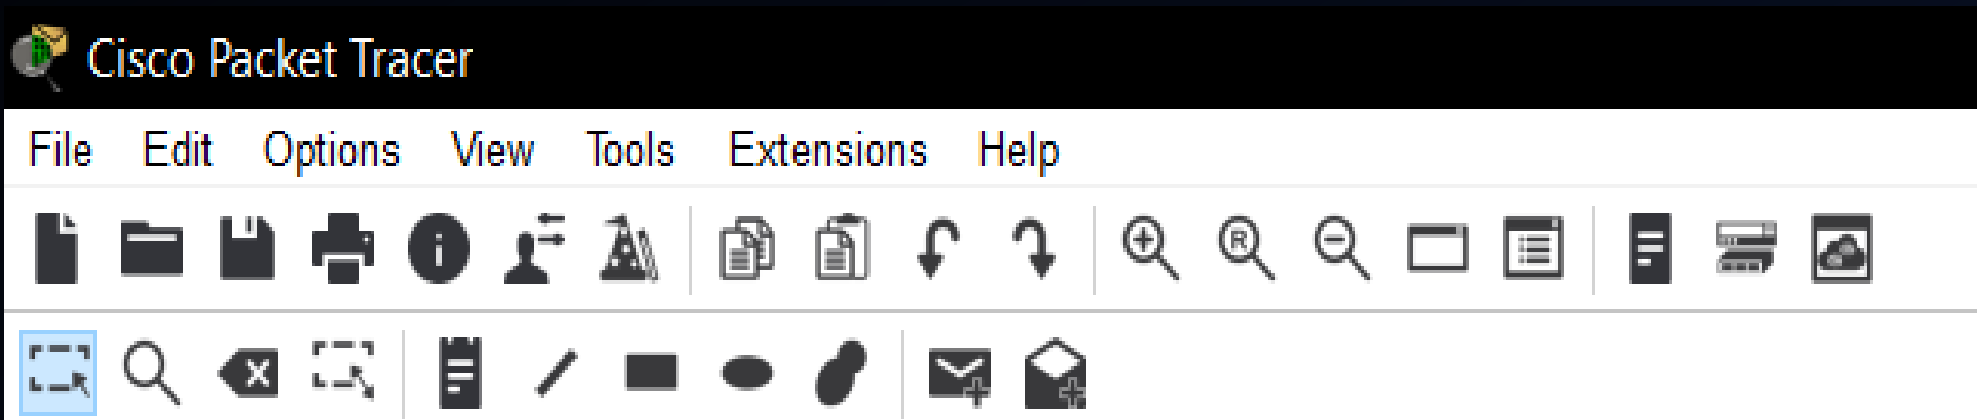 Cisco Packet Tracer
File Edit Options View Tools Extensions Help
R